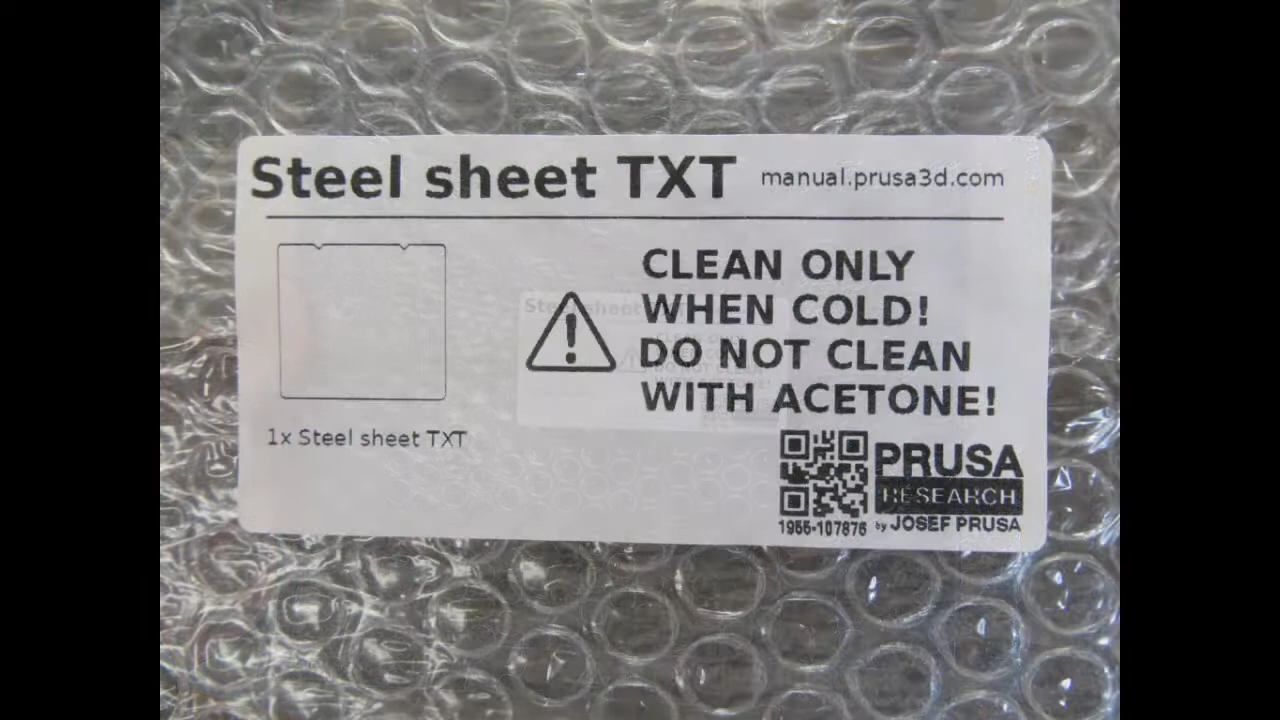 Steel sheet TXT manual.prusa3d.com
CLEAN ONLY
WHEN COLD!
DO NOT CLEAN
WITH ACETONE!
1x Steel sheet TXT
PRUSA
RESEARCH
by JOSEF PRUSA
1955-107876